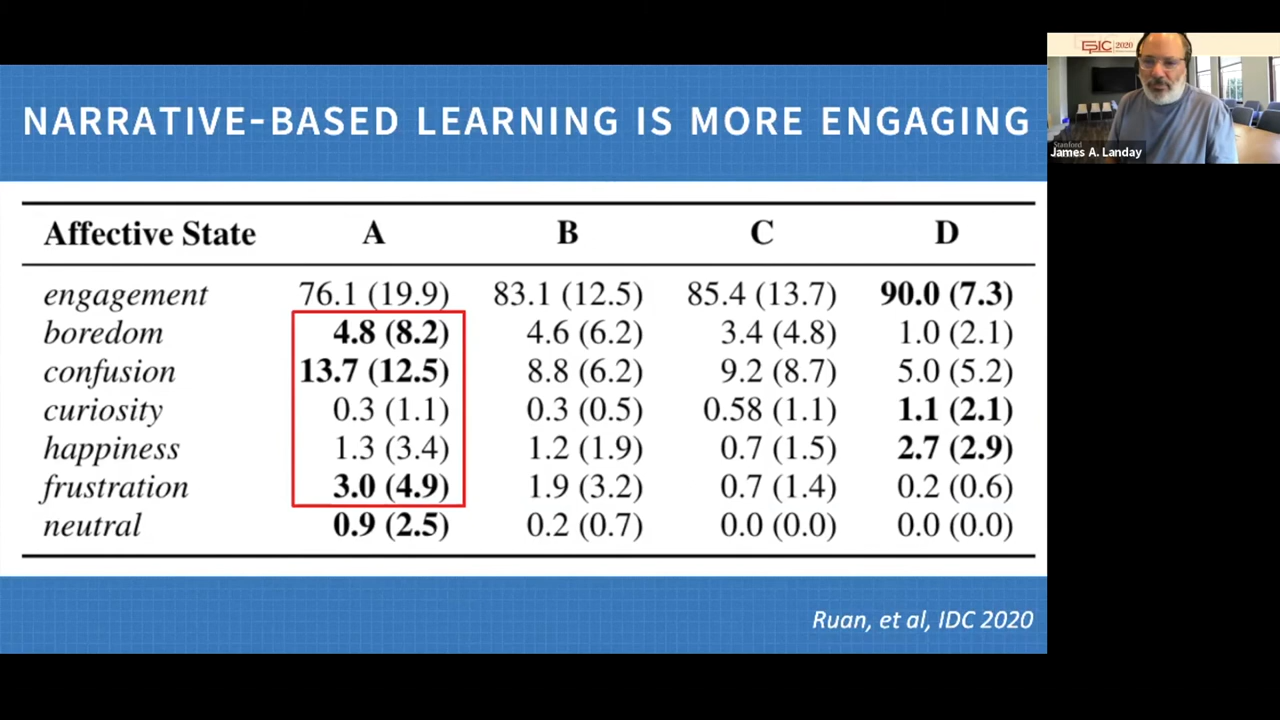 NARRATIVE-BASED LEARNING IS MORE ENGAGING
Affective State A B C D
engagement 76.1 (19.9) 83.1 (12.5) 85.4 (13.7) 90.0 (7.3)
boredom 4.8 (8.2) 4.6 (6.2) 3.4 (4.8) 1.0 (2.1)
confusion 13.7 (12.5) 8.8 (6.2) 9.2 (8.7) 5.0 (5.2)
curiosity 0.3 (1.1) 0.3 (0.5) 0.58 (1.1) 1.1 (2.1)
happiness 1.3 (3.4) 1.2 (1.9) 0.7 (1.5) 2.7 (2.9)
frustration 3.0 (4.9) 1.9 (3.2) 0.7 (1.4) 0.2 (0.6)
neutral 0.9 (2.5) 0.2 (0.7) 0.0 (0.0) 0.0 (0.0)
Ruan, et al, IDC 2020
EPIC 2020
Stanford
James A. Landay